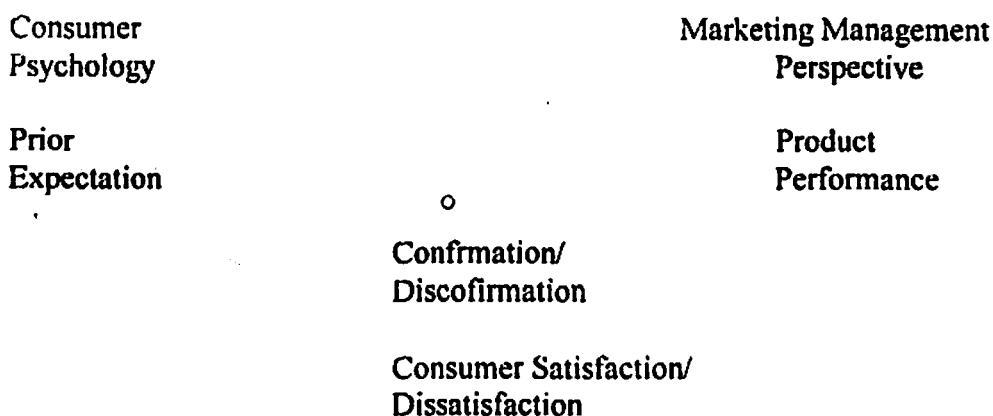 Consumer
Psychology
Marketing Management
Perspective
Prior
Expectation
Product
Performance
Confrmation/
Discofirmation
Consumer Satisfaction/
Dissatisfaction